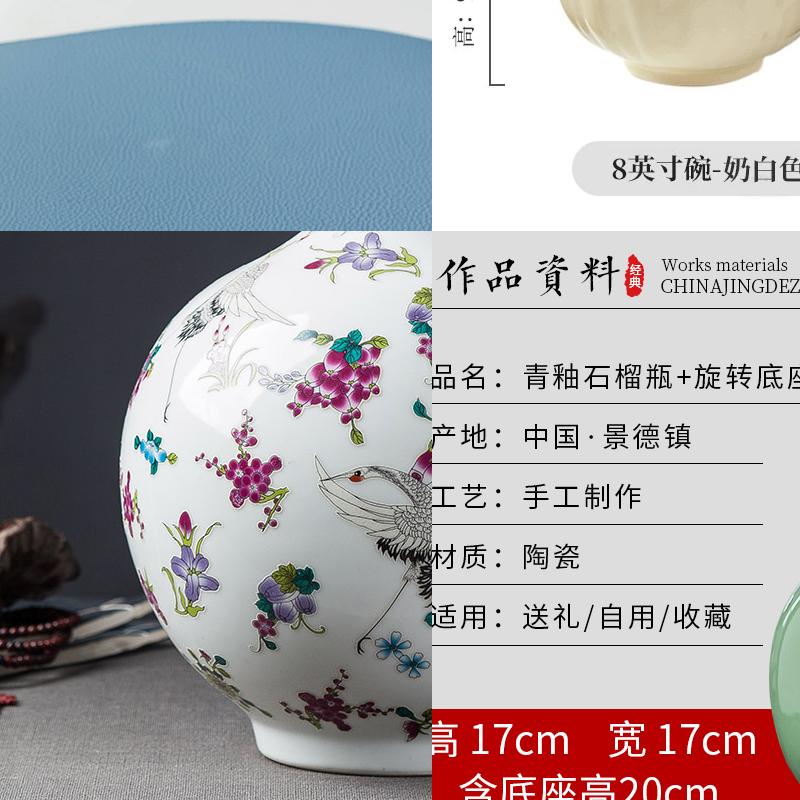 高:
8英寸碗-奶白色
作品資料
经典
Works materials
CHINAJINGDEZ
品名：青釉石榴瓶+旋转底座
产地：中国·景德镇
工艺：手工制作
材质：陶瓷
适用：送礼/自用/收藏
高 17cm 宽 17cm
含底座高20cm